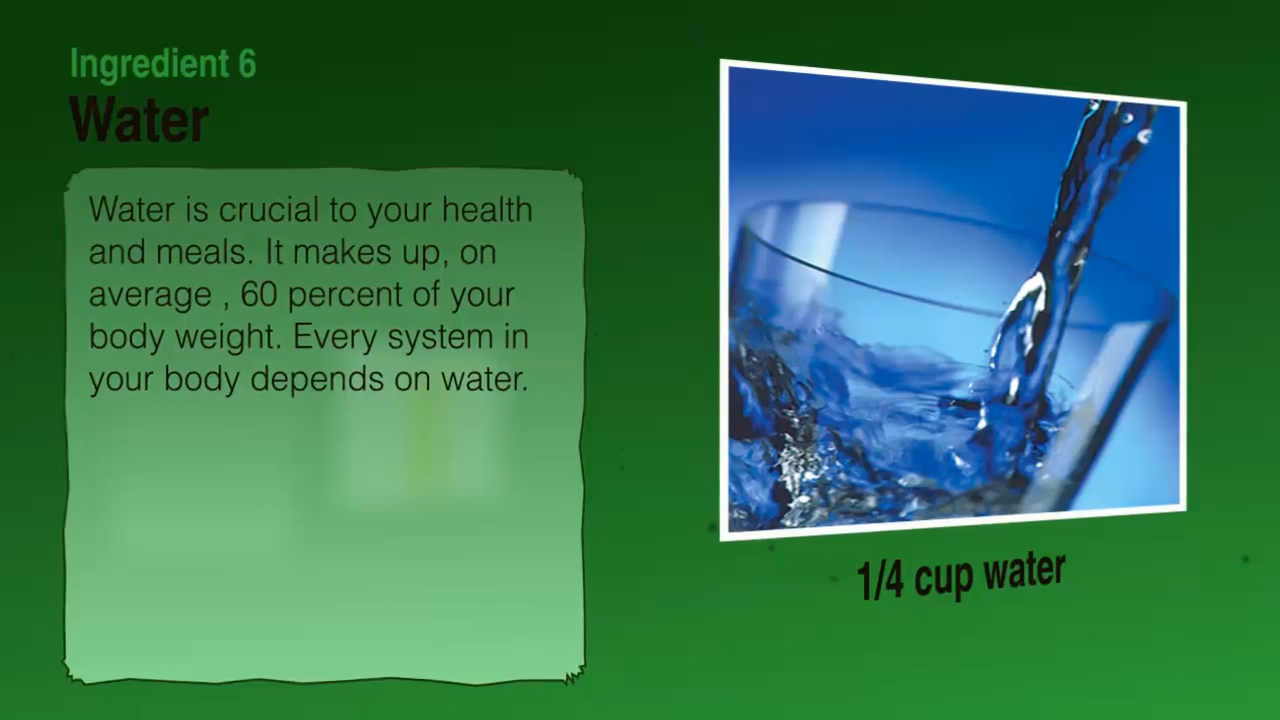 Ingredient 6
Water
Water is crucial to your health
and meals. It makes up, on
average , 60 percent of your
body weight. Every system in
your body depends on water.
1/4 cup water